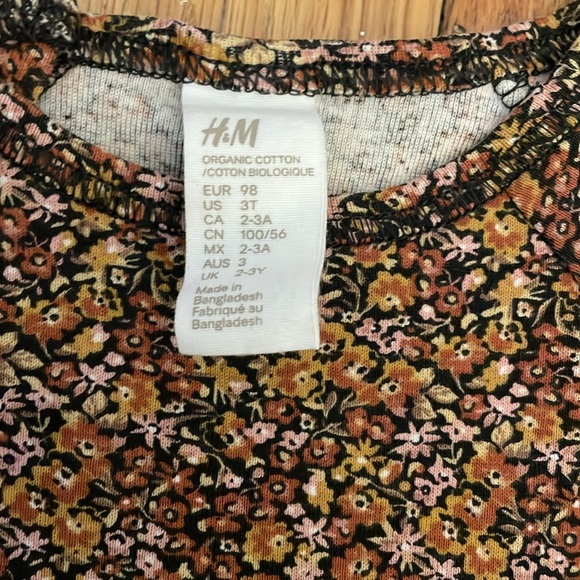 H&M
ORGANIC COTTON
/COTON BIOLOGIQUE
EUR 98
US 3T
CA 2-3A
CN 100/56
MX 2-3A
AUS 3
UK 2-3Y
Made in
Bangladesh
Fabriqué au
Bangladesh